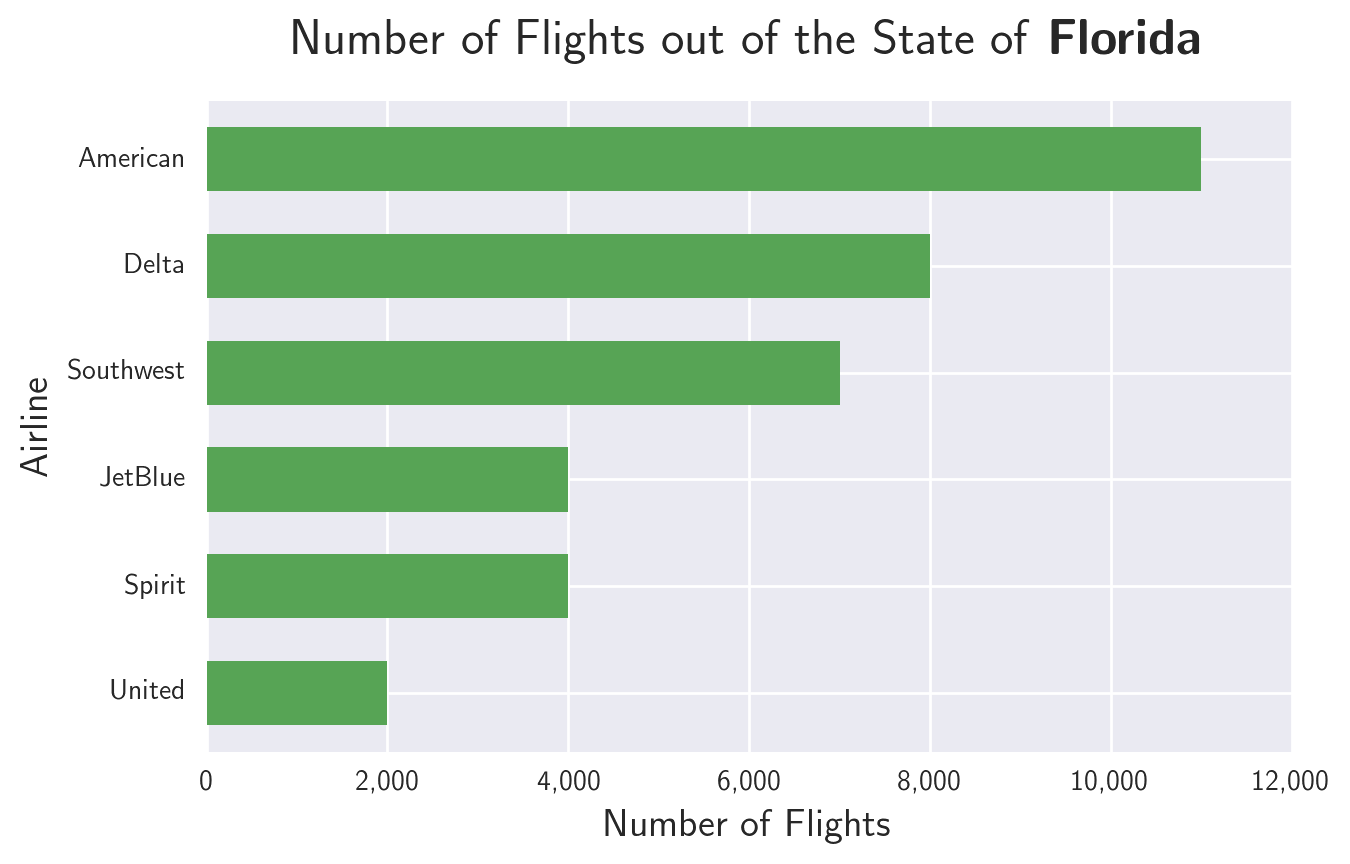 Number of Flights out of the State of Florida
American
Delta
Southwest
JetBlue
Spirit
United
Airline
0 2,000 4,000 6,000 8,000 10,000 12,000
Number of Flights